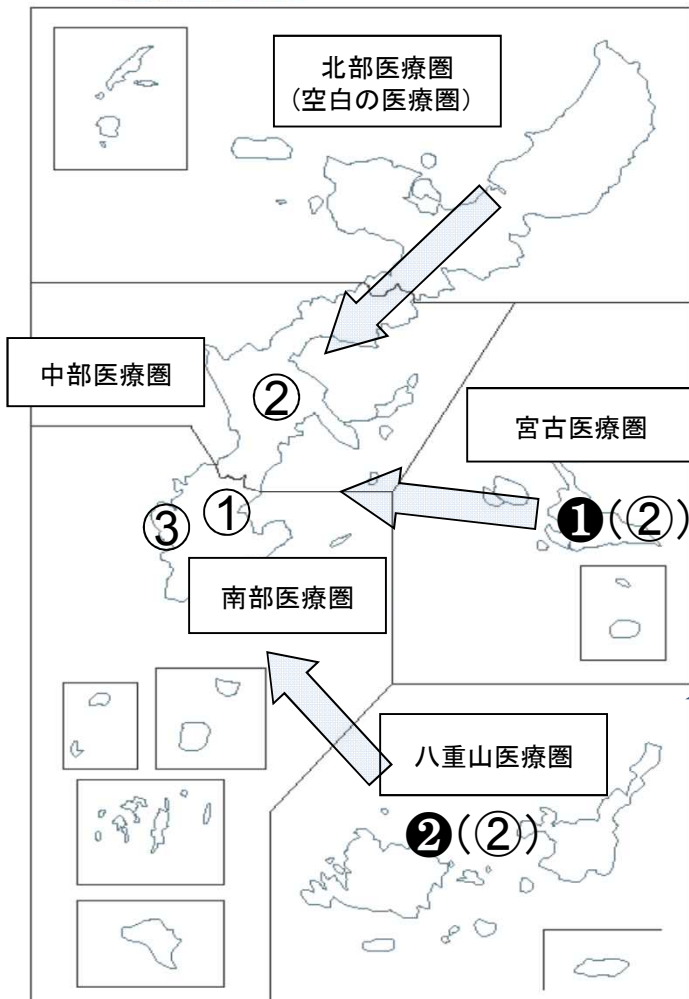 北部医療圏
(空白の医療圏)
中部医療圏
②
宮古医療圏
①
③
❶(②)
南部医療圏
八重山医療圏
❷(②)